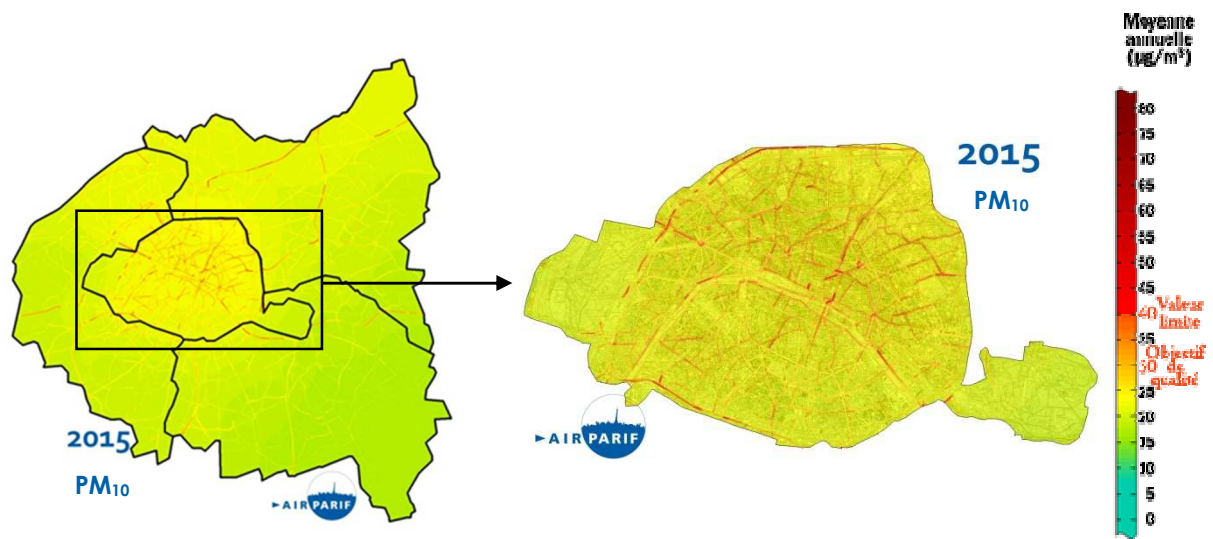 2015
PM₁₀
AIRPARIF
2015
PM₁₀
AIRPARIF
Moyenne
annuelle
(µg/m³)
80
75
70
65
60
55
50
45
40 Valeur
limite
35
Objectif
30 de
qualité
25
20
15
10
5
0